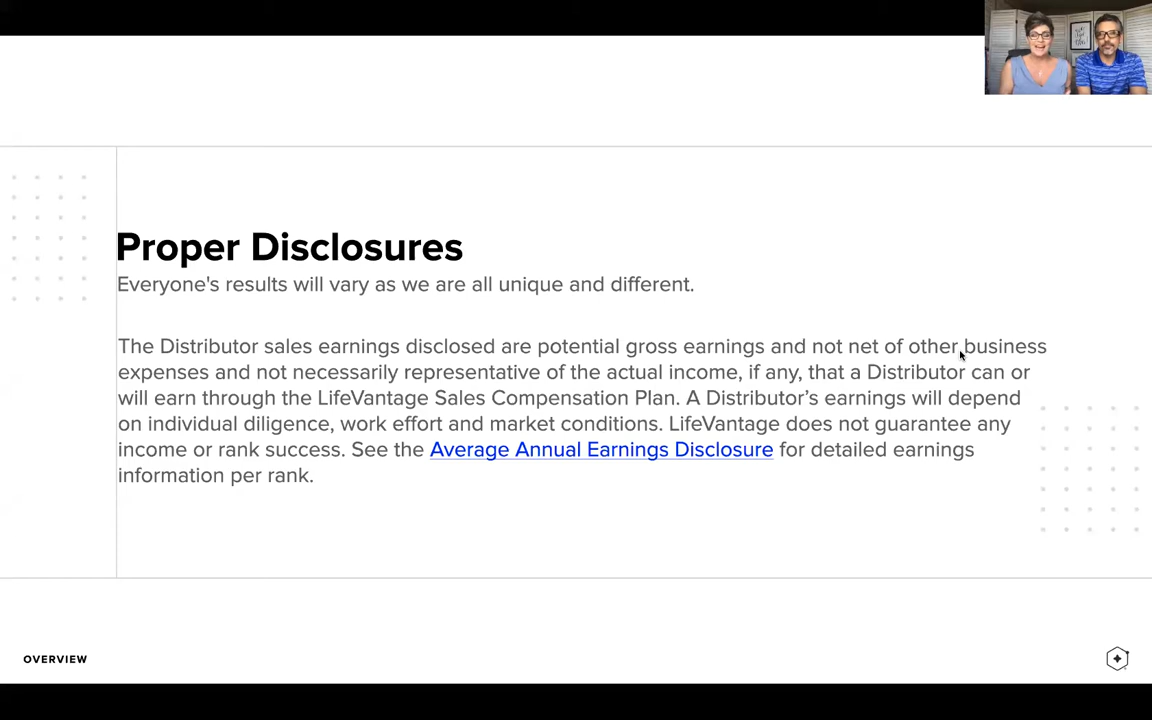 Proper Disclosures
Everyone's results will vary as we are all unique and different.
The Distributor sales earnings disclosed are potential gross earnings and not net of other business
expenses and not necessarily representative of the actual income, if any, that a Distributor can or
will earn through the LifeVantage Sales Compensation Plan. A Distributor’s earnings will depend
on individual diligence, work effort and market conditions. LifeVantage does not guarantee any
income or rank success. See the Average Annual Earnings Disclosure for detailed earnings
information per rank.
OVERVIEW